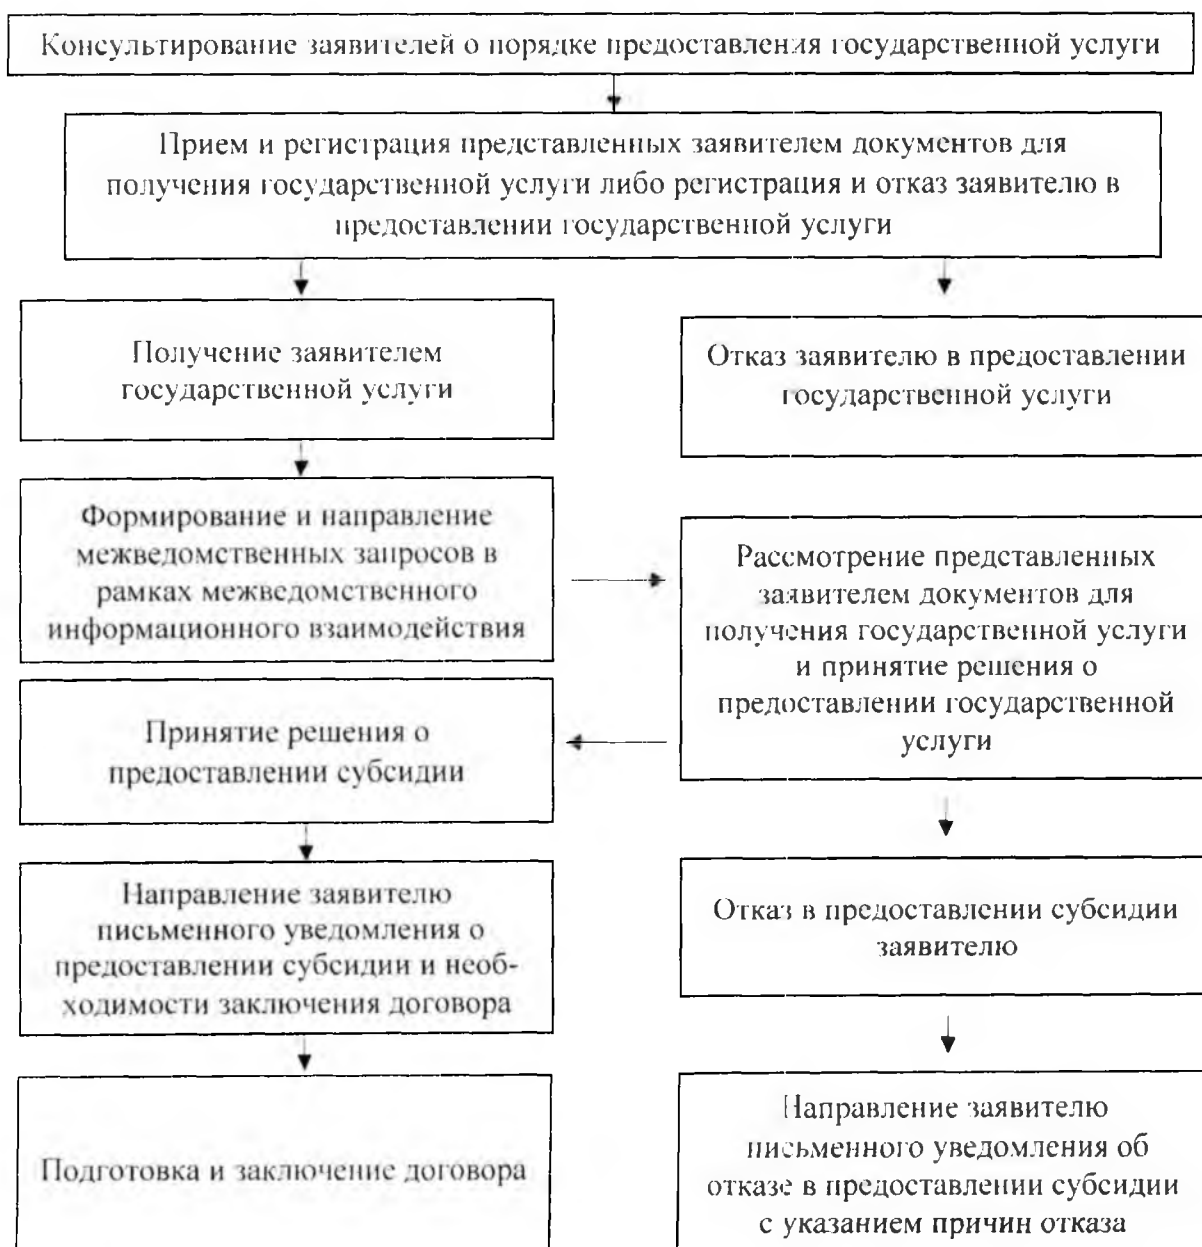 Консультирование заявителей о порядке предоставления государственной услуги
Прием и регистрация представленных заявителем документов для
получения государственной услуги либо регистрация и отказ заявителю в
предоставлении государственной услуги
Получение заявителем
государственной услуги
Отказ заявителю в предоставлении
государственной услуги
Формирование и направление
межведомственных запросов в
рамках межведомственного
информационного взаимодействия
Рассмотрение представленных
заявителем документов для
получения государственной услуги
и принятие решения о
предоставлении государственной
услуги
Принятие решения о
предоставлении субсидии
Направление заявителю
письменного уведомления о
предоставлении субсидии и необ-
ходимости заключения договора
Отказ в предоставлении субсидии
заявителю
Подготовка и заключение договора
Направление заявителю
письменного уведомления об
отказе в предоставлении субсидии
с указанием причин отказа